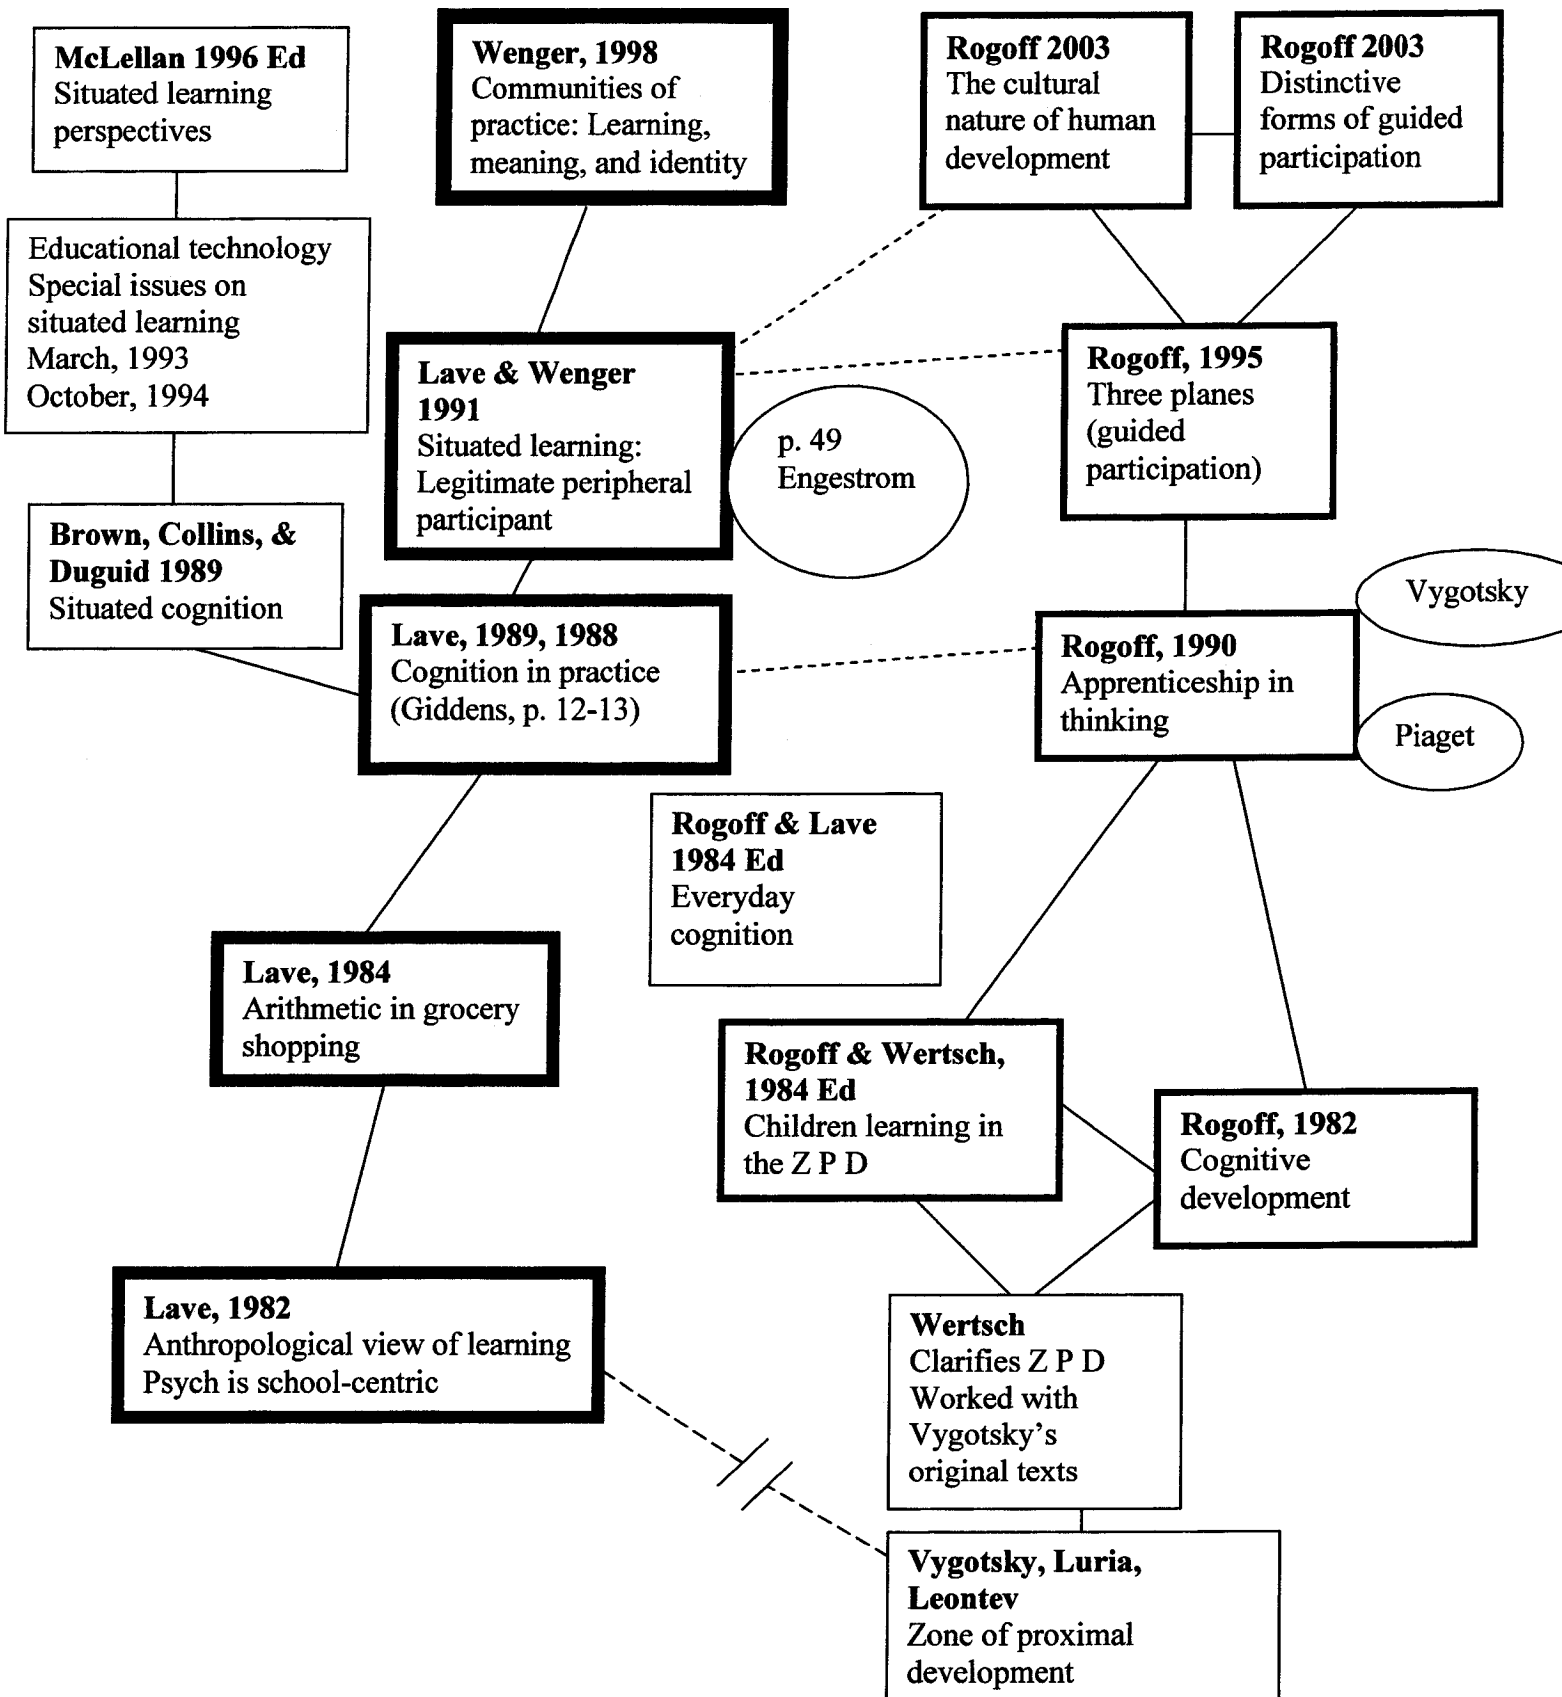 McLellan 1996 Ed
Situated learning
perspectives
Wenger, 1998
Communities of
practice: Learning,
meaning, and identity
Rogoff 2003
The cultural
nature of human
development
Rogoff 2003
Distinctive
forms of guided
participation
Educational technology
Special issues on
situated learning
March, 1993
October, 1994
Lave & Wenger
1991
Situated learning:
Legitimate peripheral
participant
p. 49
Engestrom
Rogoff, 1995
Three planes
(guided
participation)
Brown, Collins, &
Duguid 1989
Situated cognition
Lave, 1989, 1988
Cognition in practice
(Giddens, p. 12-13)
Rogoff, 1990
Apprenticeship in
thinking
Vygotsky
Piaget
Rogoff & Lave
1984 Ed
Everyday
cognition
Lave, 1984
Arithmetic in grocery
shopping
Rogoff & Wertsch,
1984 Ed
Children learning in
the Z P D
Rogoff, 1982
Cognitive
development
Lave, 1982
Anthropological view of learning
Psych is school-centric
Wertsch
Clarifies Z P D
Worked with
Vygotsky's
original texts
Vygotsky, Luria,
Leontev
Zone of proximal
development